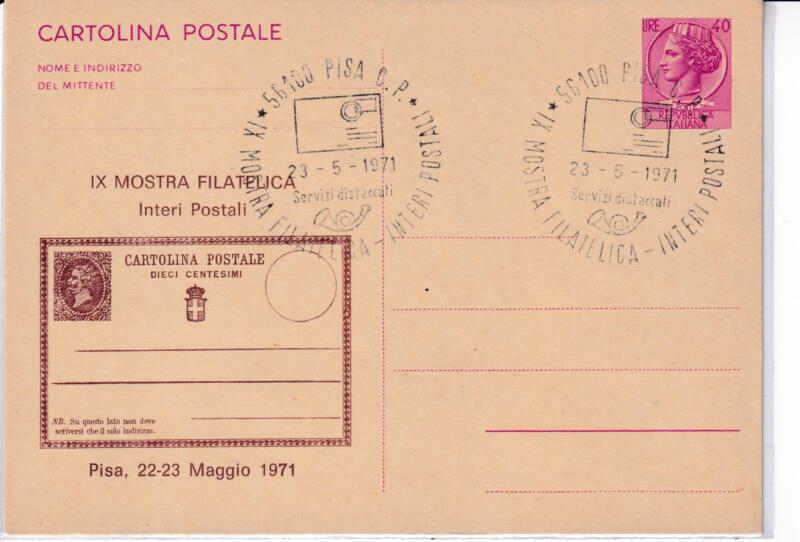 CARTOLINA POSTALE
NOME E INDIRIZZO
DEL MITTENTE
LIRE 40
REPVBBLICA
ITALIANA
★ 56100 PISA C.P. ★
IX MOSTRA FILATELICA - INTERI POSTALI
23-5-1971
Servizi distaccati
★ 56100 PISA C.P. ★
IX MOSTRA FILATELICA - INTERI POSTALI
23-5-1971
Servizi distaccati
IX MOSTRA FILATELICA
Interi Postali
CARTOLINA POSTALE
DIECI CENTESIMI
NB. Su questo lato non deve
scriversi che il solo indirizzo.
Pisa, 22-23 Maggio 1971